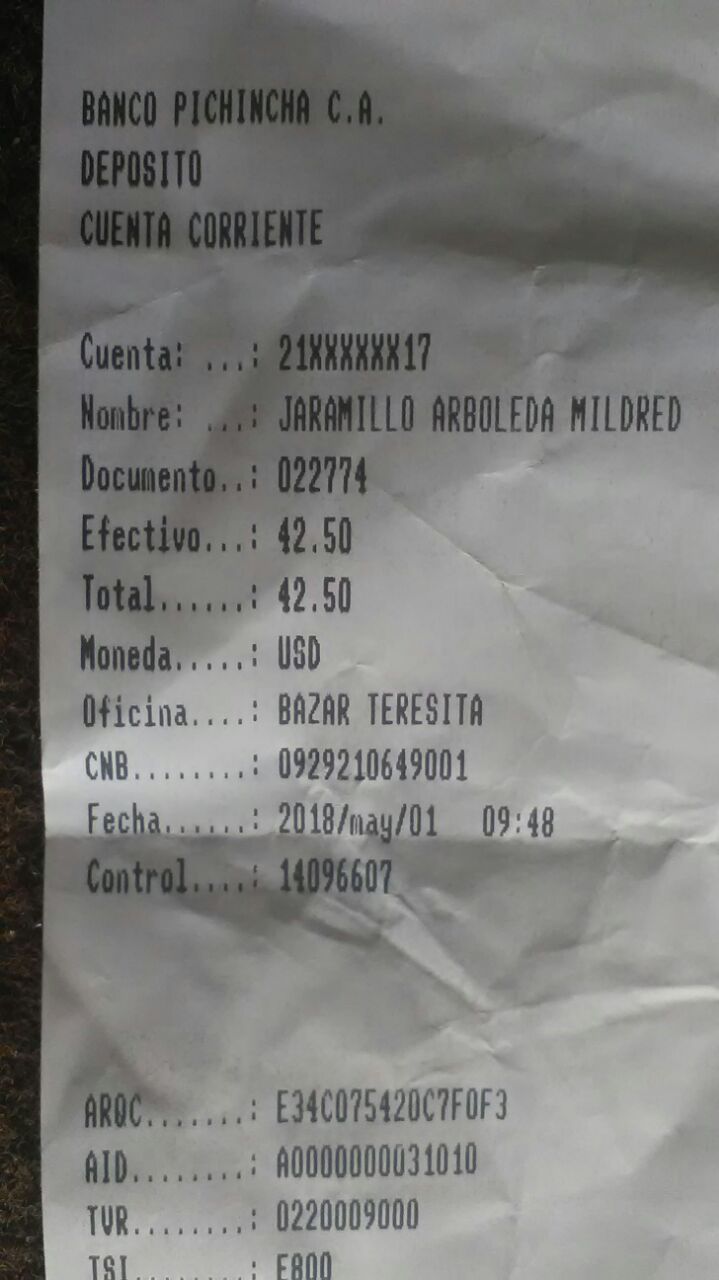 BANCO PICHINCHA C.A.
DEPOSITO
CUENTA CORRIENTE
Cuenta: ...: 21XXXXXX17
Nombre: ...: JARAMILLO ARBOLEDA MILDRED
Documento..: 022774
Efectivo...: 42.50
Total......: 42.50
Moneda.....: USD
Oficina....: BAZAR TERESITA
CNB........: 0929210649001
Fecha......: 2018/may/01 09:48
Control....: 14096607
ARQC.......: E34C075420C7F0F3
AID........: A0000000031010
TVR........: 0220009000
TSI........: E800